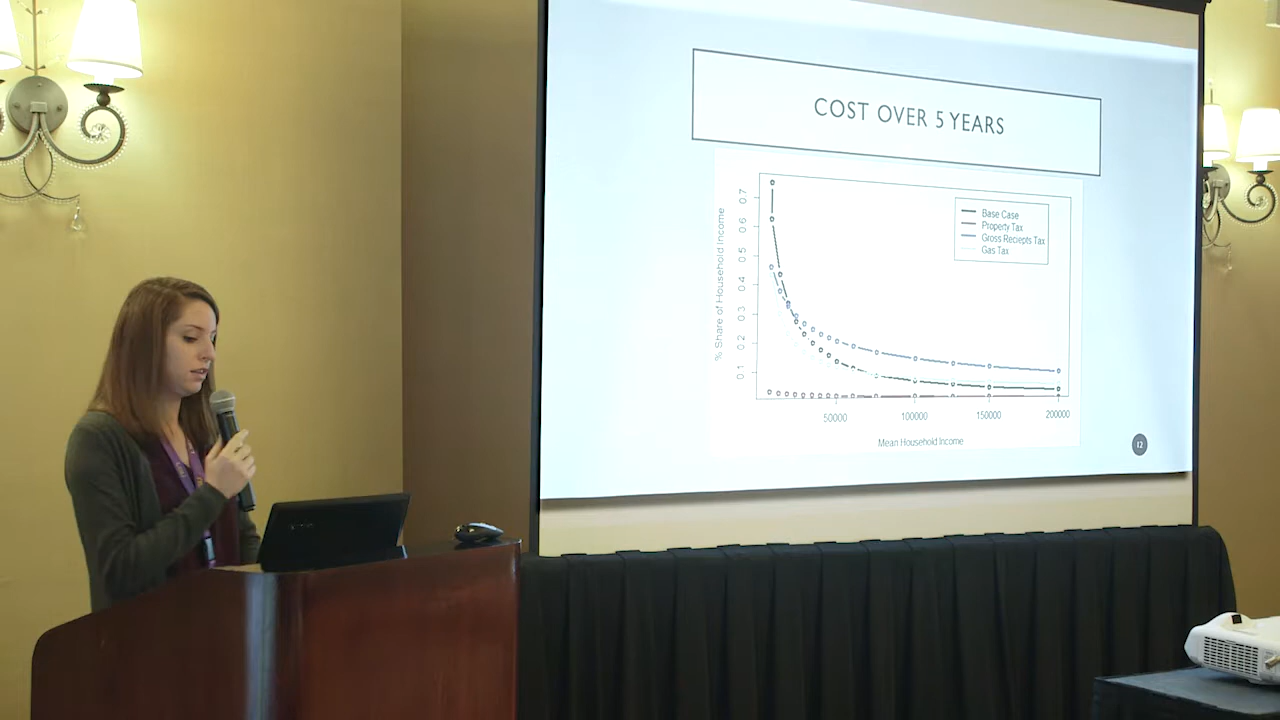 COST OVER 5 YEARS
% Share of Household Income
0.7
0.6
0.5
0.4
0.3
0.2
0.1
Base Case
Property Tax
Gross Reciepts Tax
Gas Tax
50000
100000
150000
200000
Mean Household Income
12